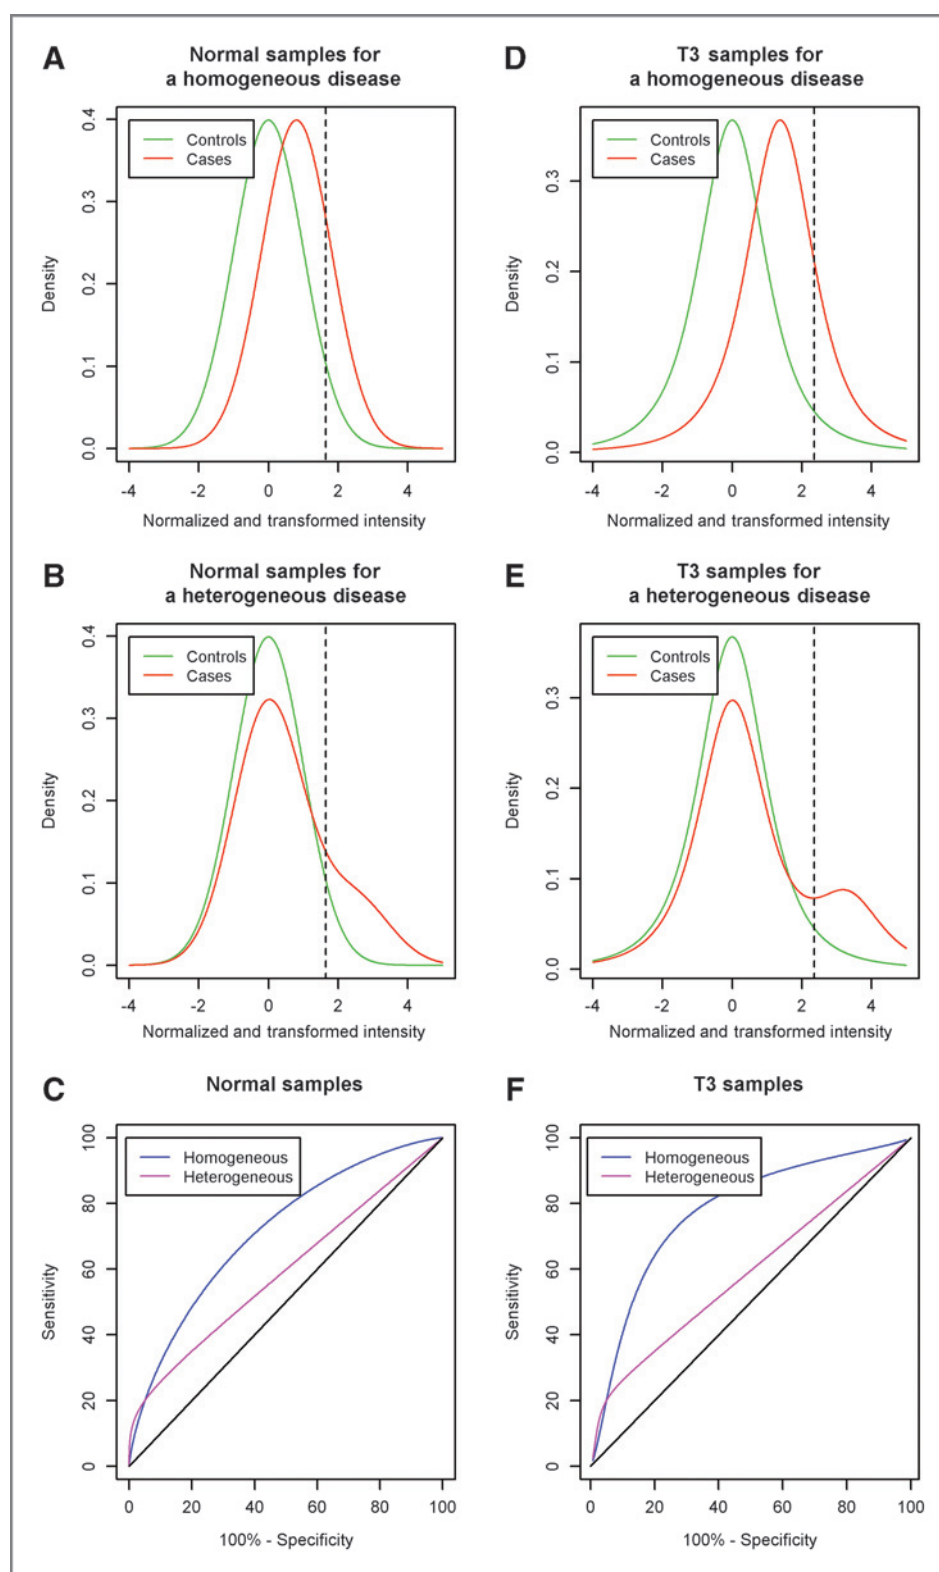 A
Normal samples for
a homogeneous disease
Controls
Cases
Density
0.0 0.1 0.2 0.3 0.4
-4 -2 0 2 4
Normalized and transformed intensity
D
T3 samples for
a homogeneous disease
Controls
Cases
Density
0.0 0.1 0.2 0.3
-4 -2 0 2 4
Normalized and transformed intensity
B
Normal samples for
a heterogeneous disease
Controls
Cases
Density
0.0 0.1 0.2 0.3 0.4
-4 -2 0 2 4
Normalized and transformed intensity
E
T3 samples for
a heterogeneous disease
Controls
Cases
Density
0.0 0.1 0.2 0.3
-4 -2 0 2 4
Normalized and transformed intensity
C
Normal samples
Homogeneous
Heterogeneous
Sensitivity
0 20 40 60 80 100
0 20 40 60 80 100
100% - Specificity
F
T3 samples
Homogeneous
Heterogeneous
Sensitivity
0 20 40 60 80 100
0 20 40 60 80 100
100% - Specificity